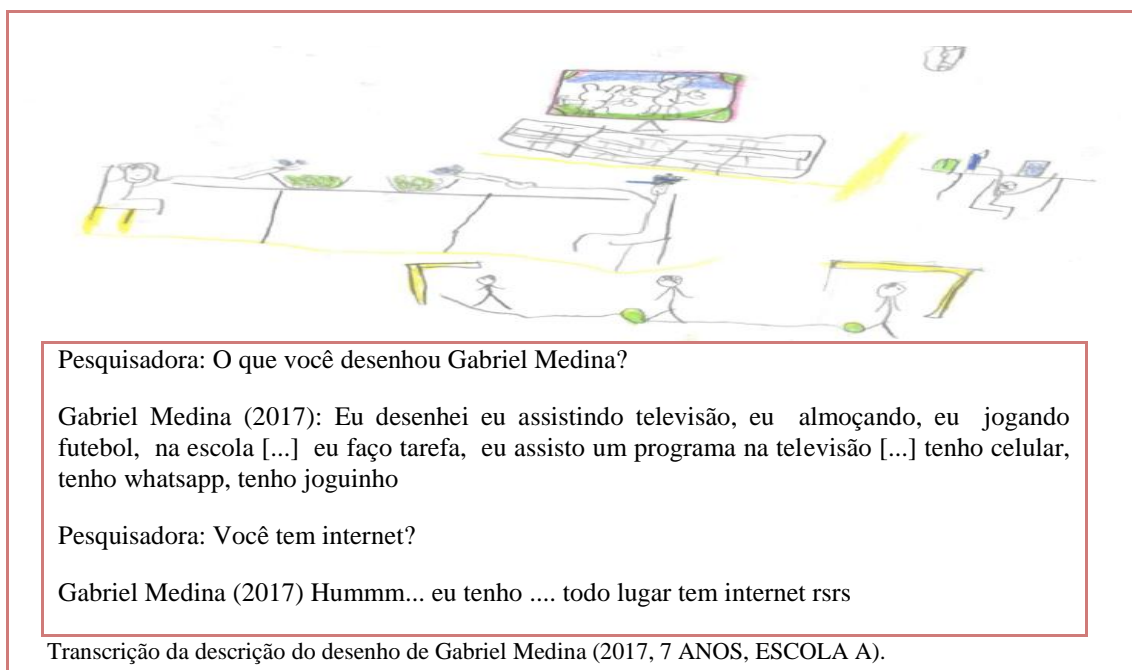 Pesquisadora: O que você desenhou Gabriel Medina?
Gabriel Medina (2017): Eu desenhei eu assistindo televisão, eu almoçando, eu jogando
futebol, na escola [...] eu faço tarefa, eu assisto um programa na televisão [...] tenho celular,
tenho whatsapp, tenho joguinho
Pesquisadora: Você tem internet?
Gabriel Medina (2017) Hummm... eu tenho .... todo lugar tem internet rsrs
Transcrição da descrição do desenho de Gabriel Medina (2017, 7 ANOS, ESCOLA A).